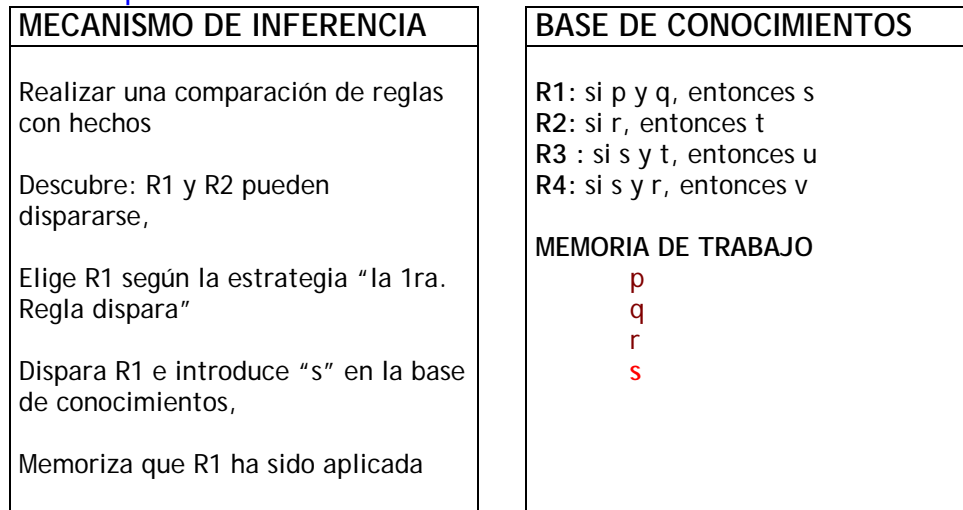 MECANISMO DE INFERENCIA
Realizar una comparación de reglas
con hechos
Descubre: R1 y R2 pueden
dispararse,
Elige R1 según la estrategia “la 1ra.
Regla dispara”
Dispara R1 e introduce “s” en la base
de conocimientos,
Memoriza que R1 ha sido aplicada
BASE DE CONOCIMIENTOS
R1: si p y q, entonces s
R2: si r, entonces t
R3 : si s y t, entonces u
R4: si s y r, entonces v
MEMORIA DE TRABAJO
p
q
r
s